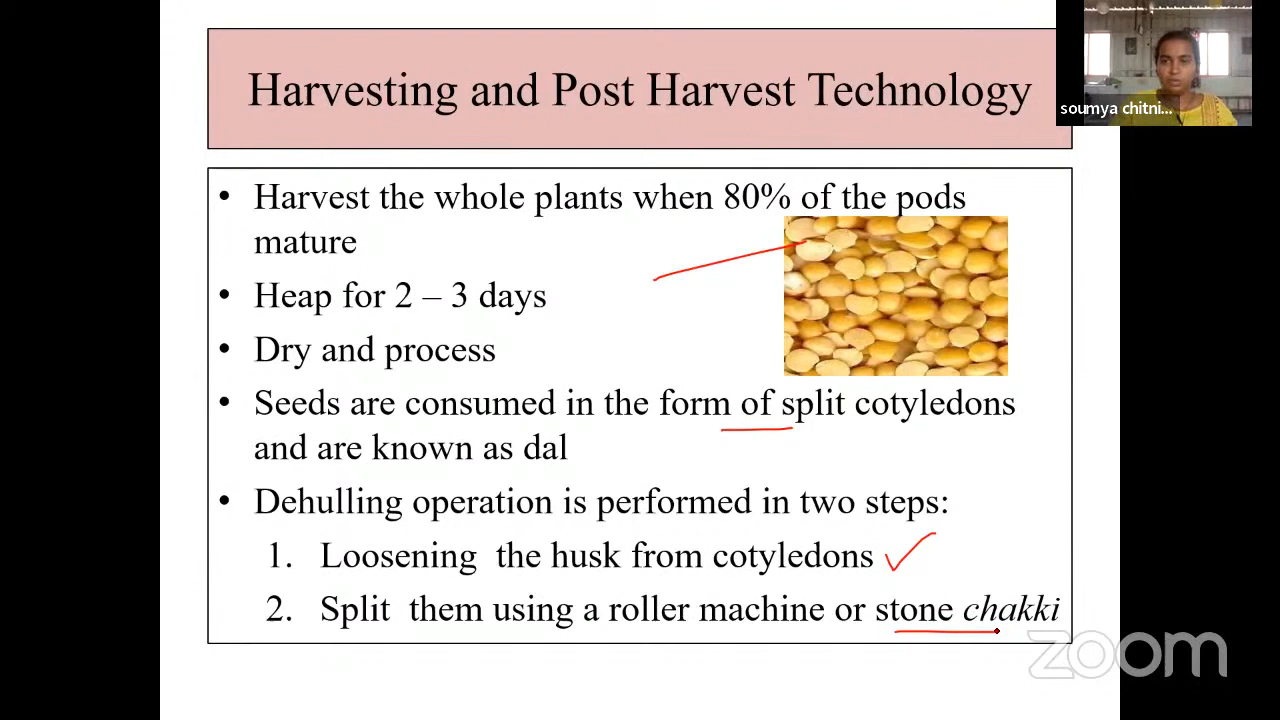 Harvesting and Post Harvest Technology
soumya chitni...
• Harvest the whole plants when 80% of the pods
mature
• Heap for 2 – 3 days
• Dry and process
• Seeds are consumed in the form of split cotyledons
and are known as dal
• Dehulling operation is performed in two steps:
1. Loosening the husk from cotyledons
2. Split them using a roller machine or stone chakki
zoom